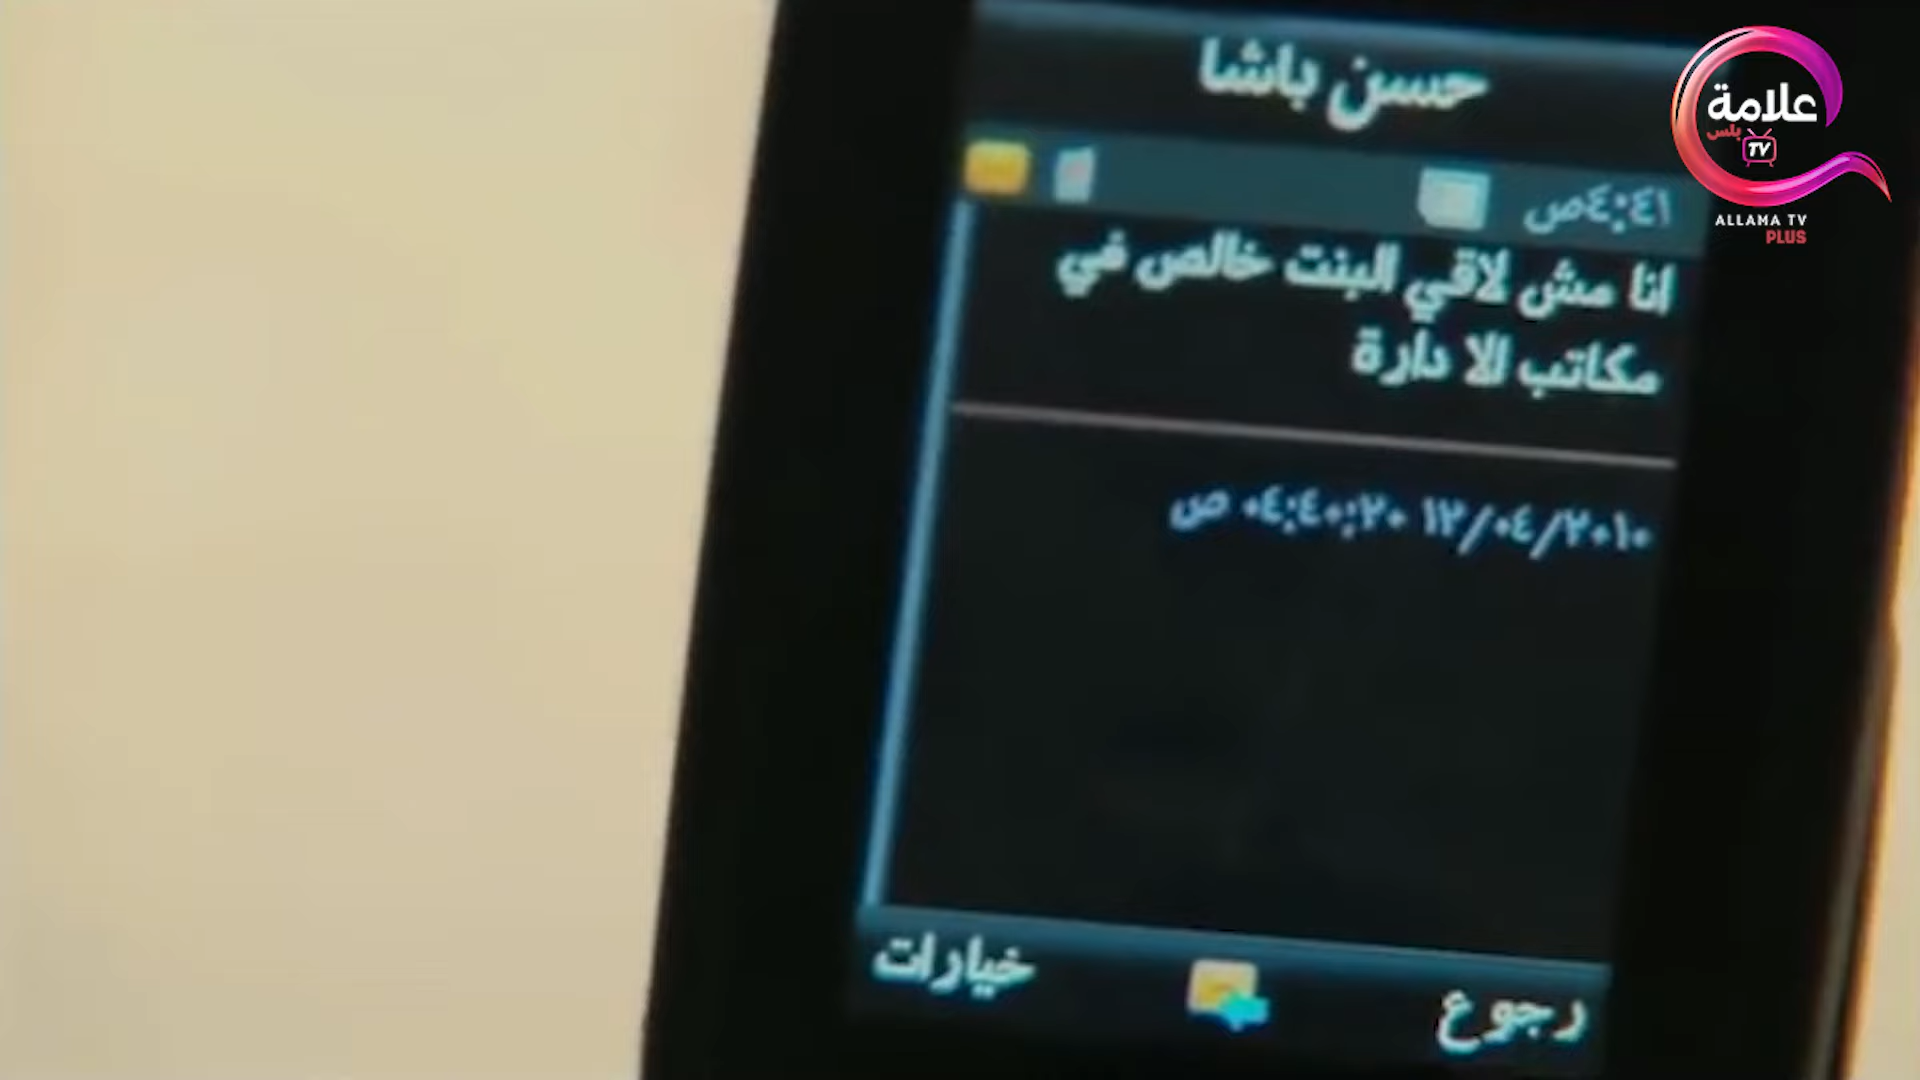 حسن باشا
٤:٤١ص
انا مش لاقي البنت خالص في
مكاتب الا دارة
١٢/٠٤/٢٠١٠ ٠٤:٤٠:٢٠ ص
رجوع
خيارات
علامة
بلس
TV
ALLAMA TV
PLUS